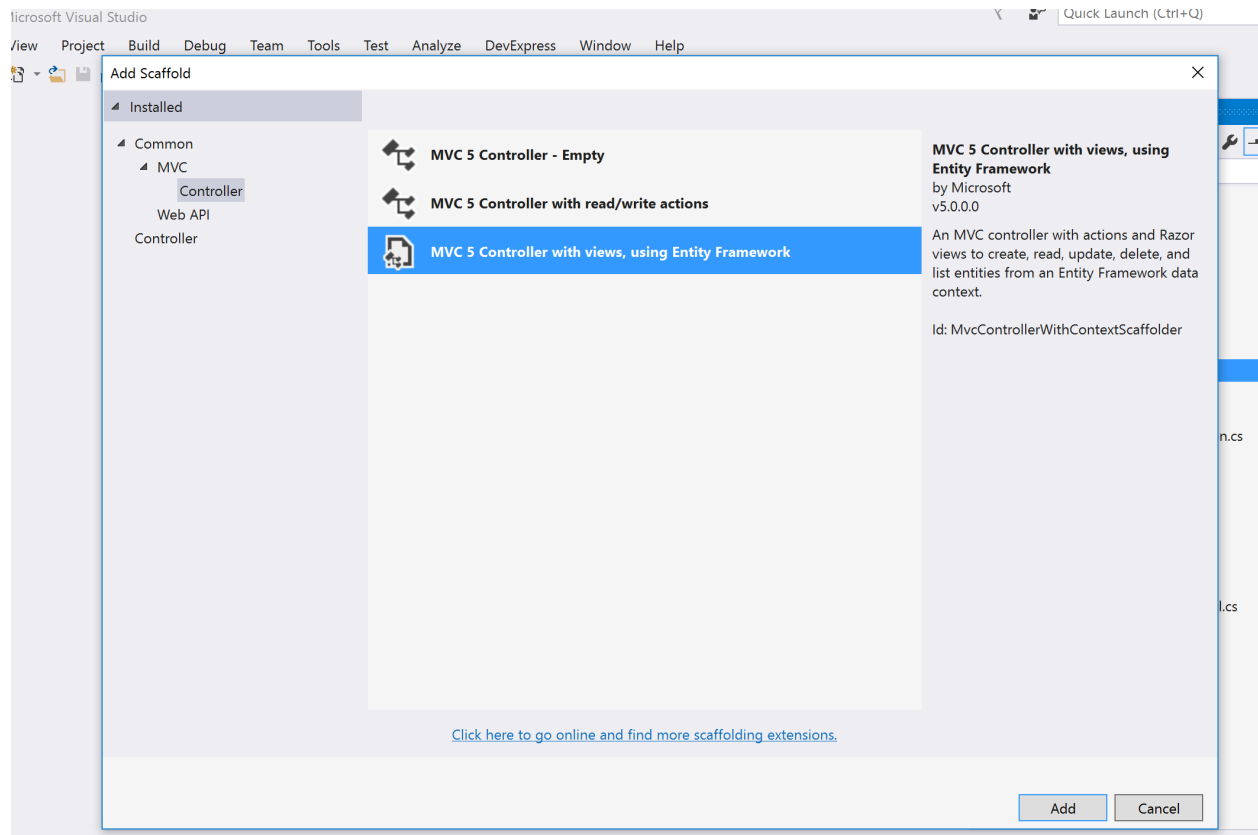 Microsoft Visual Studio
Quick Launch (Ctrl+Q)
View Project Build Debug Team Tools Test Analyze DevExpress Window Help
Add Scaffold
Installed
Common
MVC
Controller
Web API
Controller
MVC 5 Controller - Empty
MVC 5 Controller with read/write actions
MVC 5 Controller with views, using Entity Framework
MVC 5 Controller with views, using
Entity Framework
by Microsoft
v5.0.0.0
An MVC controller with actions and Razor
views to create, read, update, delete, and
list entities from an Entity Framework data
context.
Id: MvcControllerWithContextScaffolder
n.cs
l.cs
Click here to go online and find more scaffolding extensions.
Add
Cancel